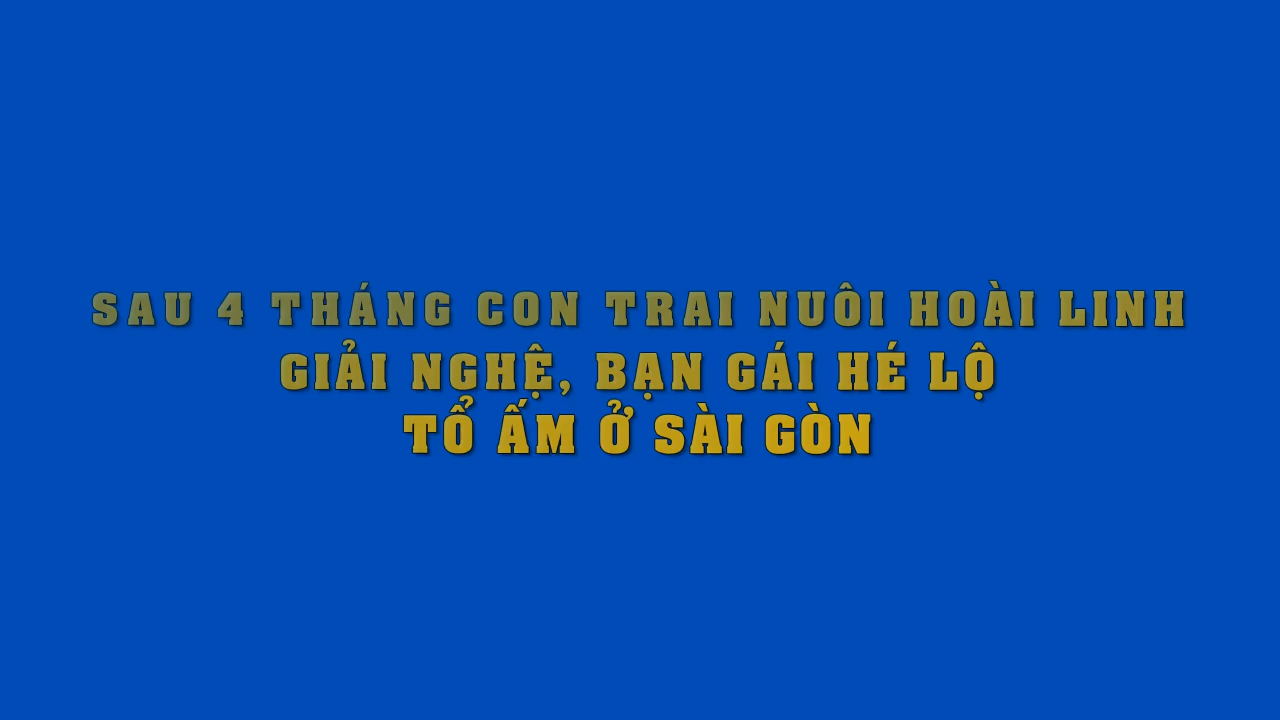 SAU 4 THÁNG CON TRAI NUÔI HOÀI LINH
GIẢI NGHỆ, BẠN GÁI HÉ LỘ
TỔ ẤM Ở SÀI GÒN